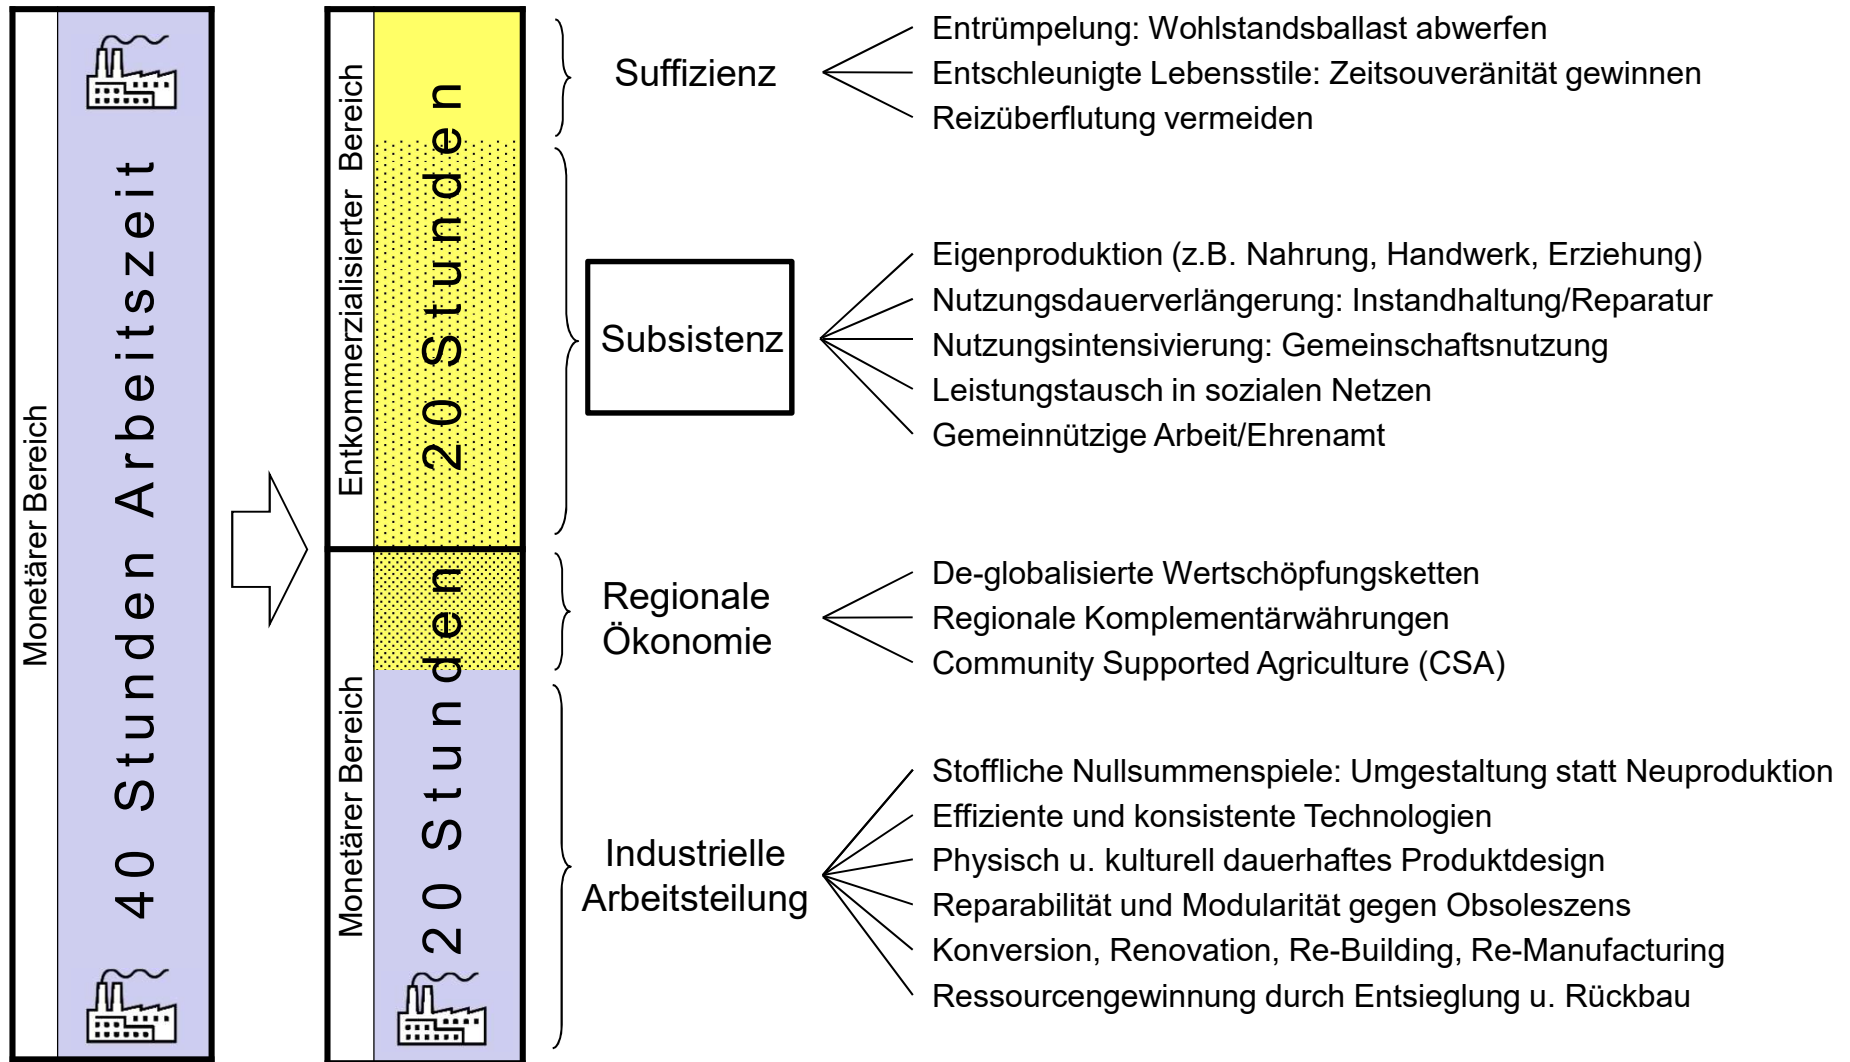 Monetärer Bereich
40 Stunden Arbeitszeit
Entkommerzialisierter Bereich
20 Stunden
Monetärer Bereich
20 Stunden
Suffizienz
Entrümpelung: Wohlstandsballast abwerfen
Entschleunigte Lebensstile: Zeitsouveränität gewinnen
Reizüberflutung vermeiden
Subsistenz
Eigenproduktion (z.B. Nahrung, Handwerk, Erziehung)
Nutzungsdauerverlängerung: Instandhaltung/Reparatur
Nutzungsintensivierung: Gemeinschaftsnutzung
Leistungstausch in sozialen Netzen
Gemeinnützige Arbeit/Ehrenamt
Regionale
Ökonomie
De-globalisierte Wertschöpfungsketten
Regionale Komplementärwährungen
Community Supported Agriculture (CSA)
Industrielle
Arbeitsteilung
Stoffliche Nullsummenspiele: Umgestaltung statt Neuproduktion
Effiziente und konsistente Technologien
Physisch u. kulturell dauerhaftes Produktdesign
Reparabilität und Modularität gegen Obsoleszens
Konversion, Renovation, Re-Building, Re-Manufacturing
Ressourcengewinnung durch Entsieglung u. Rückbau